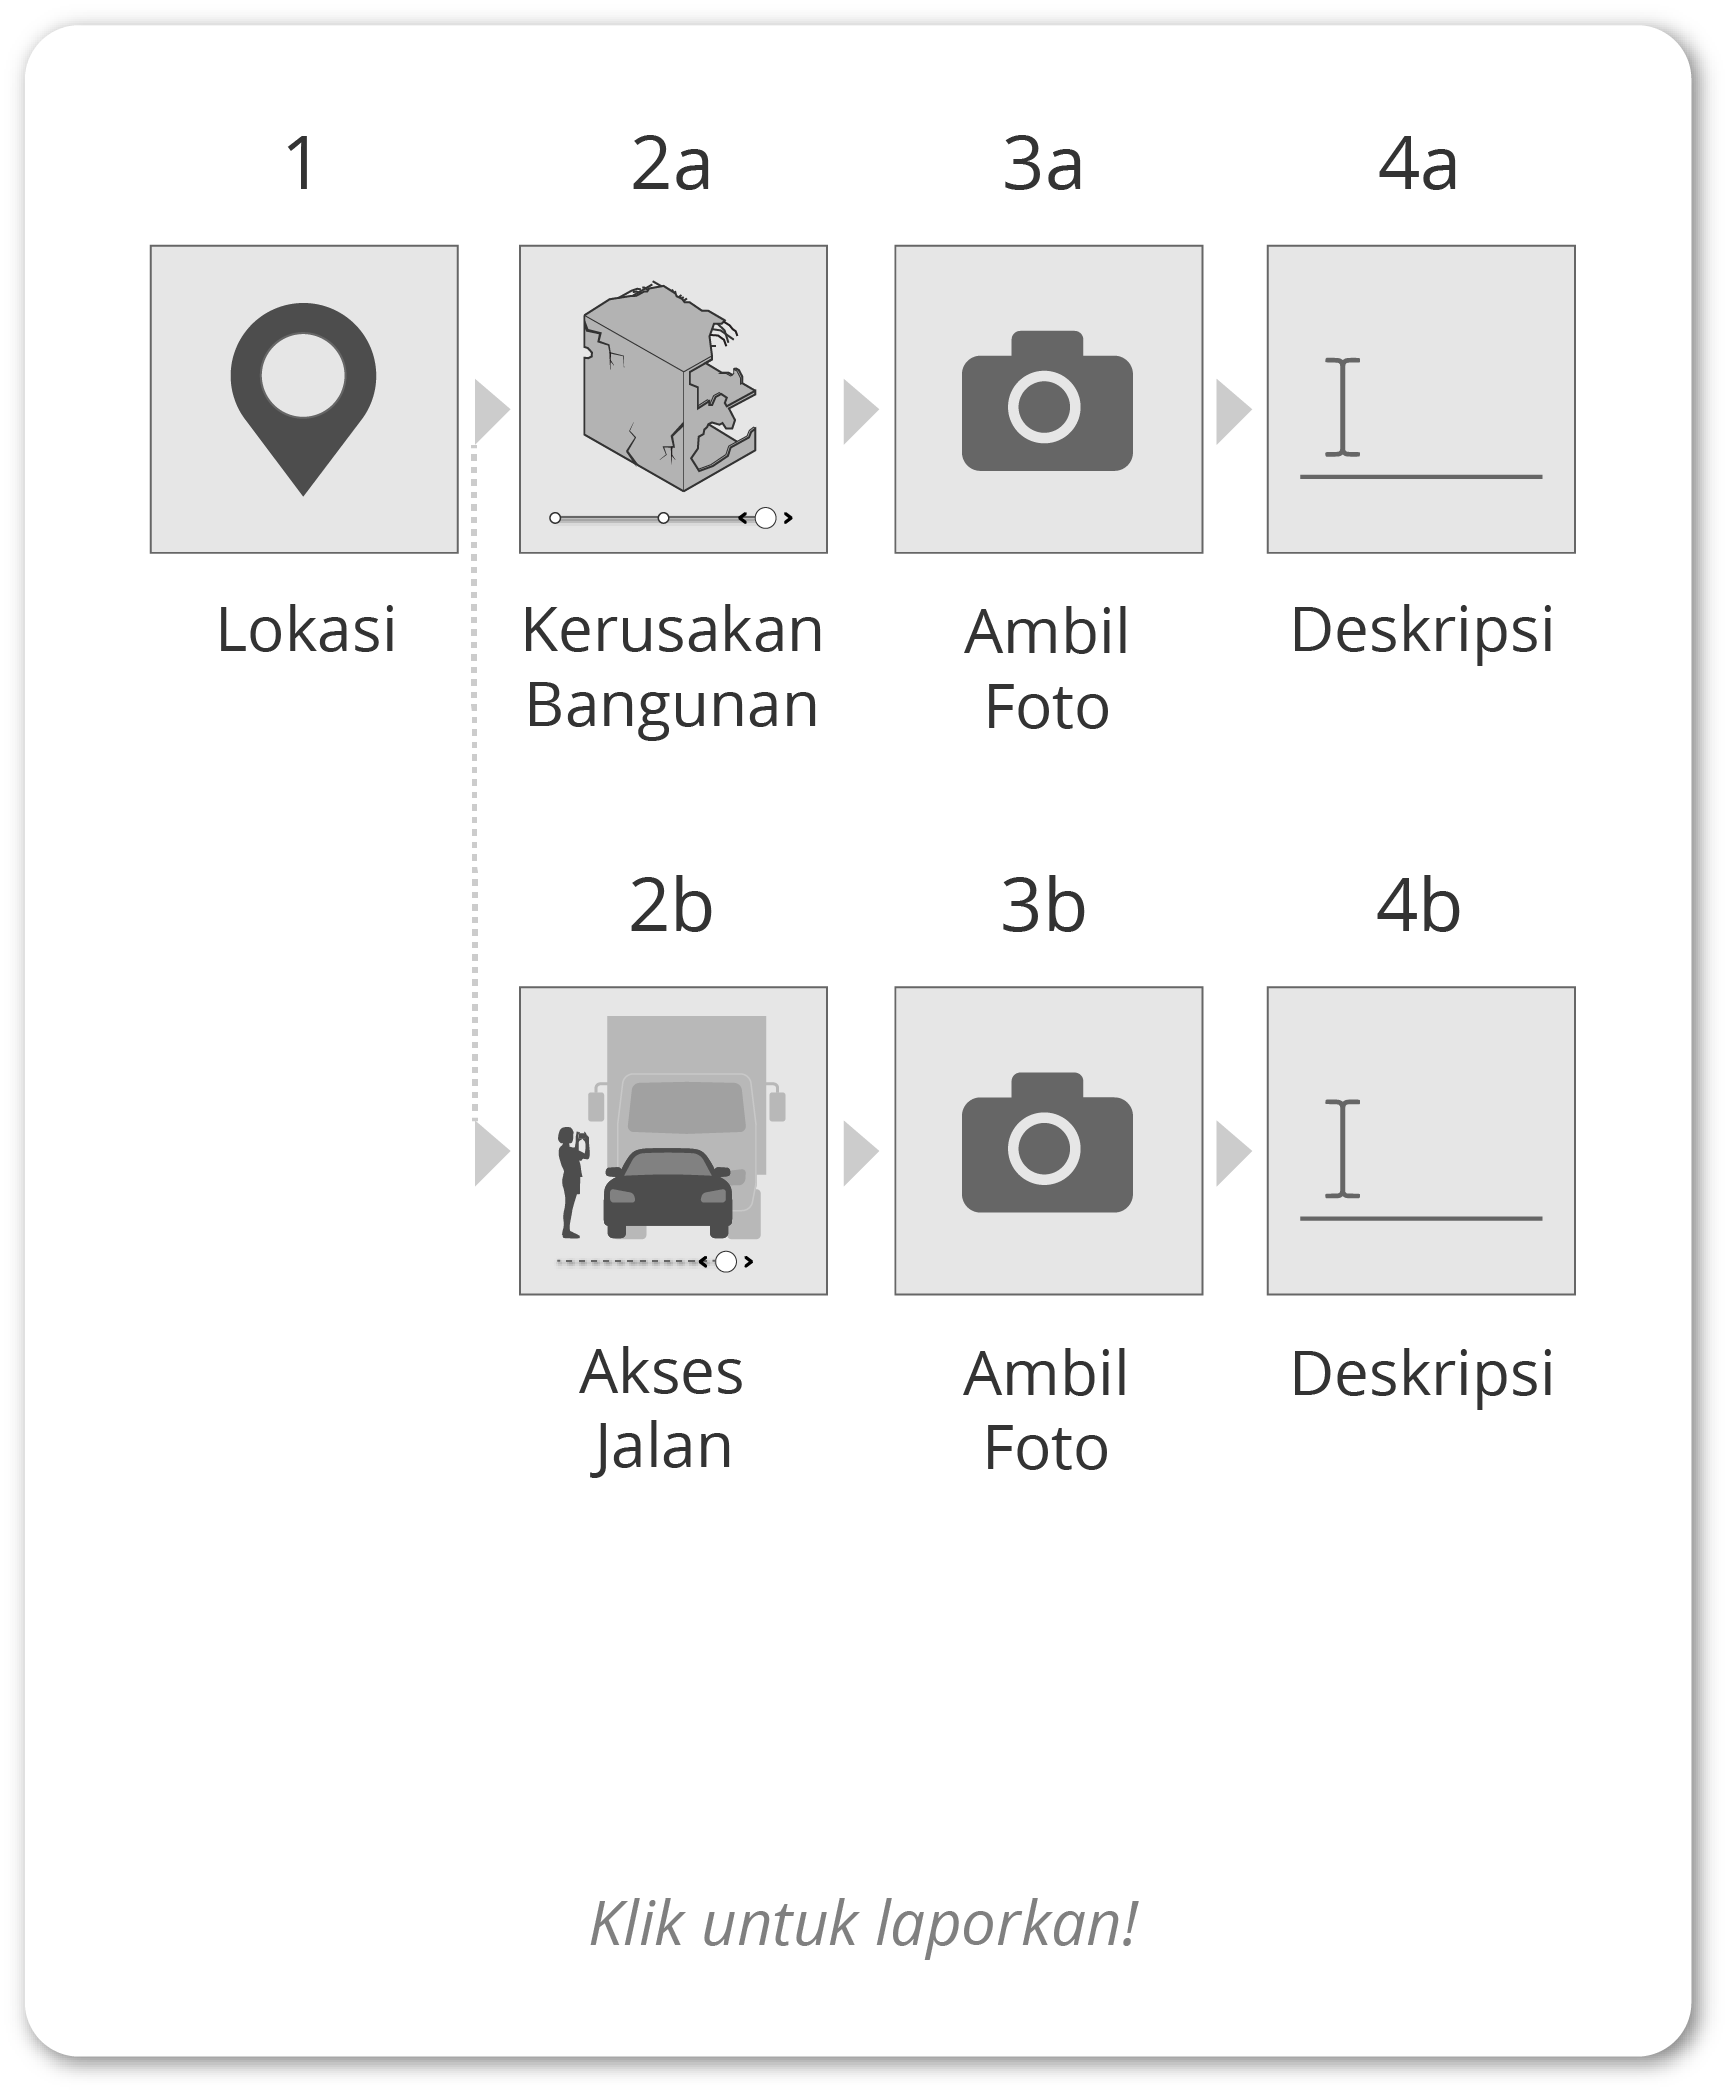 1
2a
3a
4a
Lokasi
Kerusakan
Bangunan
Ambil
Foto
Deskripsi
2b
3b
4b
Akses
Jalan
Ambil
Foto
Deskripsi
Klik untuk laporkan!